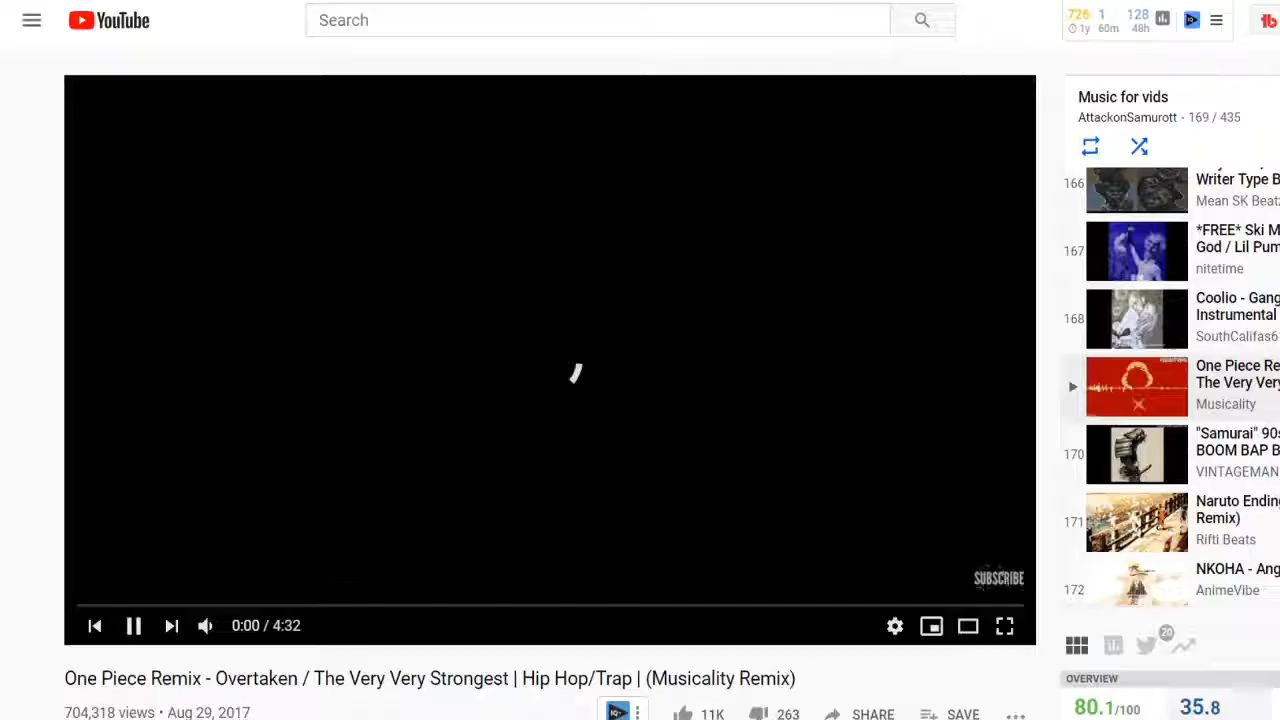 YouTube
Search
726 1 128
1y 60m 48h
Music for vids
AttackonSamurott - 169 / 435
166
Writer Type B
Mean SK Beatz
167
*FREE* Ski M
God / Lil Pum
nitetime
168
Coolio - Gang
Instrumental
SouthCalifas6
One Piece Re
The Very Very
Musicality
170
"Samurai" 90s
BOOM BAP B
VINTAGEMAN
171
Naruto Ending
Remix)
Rifti Beats
172
NKOHA - Ang
AnimeVibe
20
OVERVIEW
80.1/100 35.8
SUBSCRIBE
0:00 / 4:32
One Piece Remix - Overtaken / The Very Very Strongest | Hip Hop/Trap | (Musicality Remix)
704,318 views • Aug 29, 2017
11K 263 SHARE SAVE